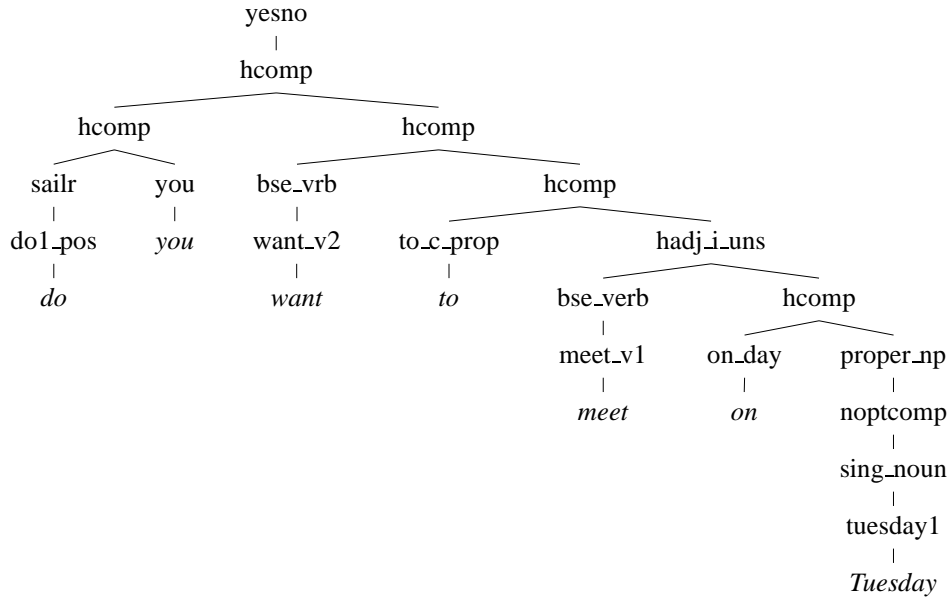 yesno
hcomp
hcomp hcomp
sailr you bse_vrb hcomp
do1_pos you want_v2 to_c_prop hadj_i_uns
do want to bse_verb hcomp
meet_v1 on_day proper_np
meet on noptcomp
sing_noun
tuesday1
Tuesday